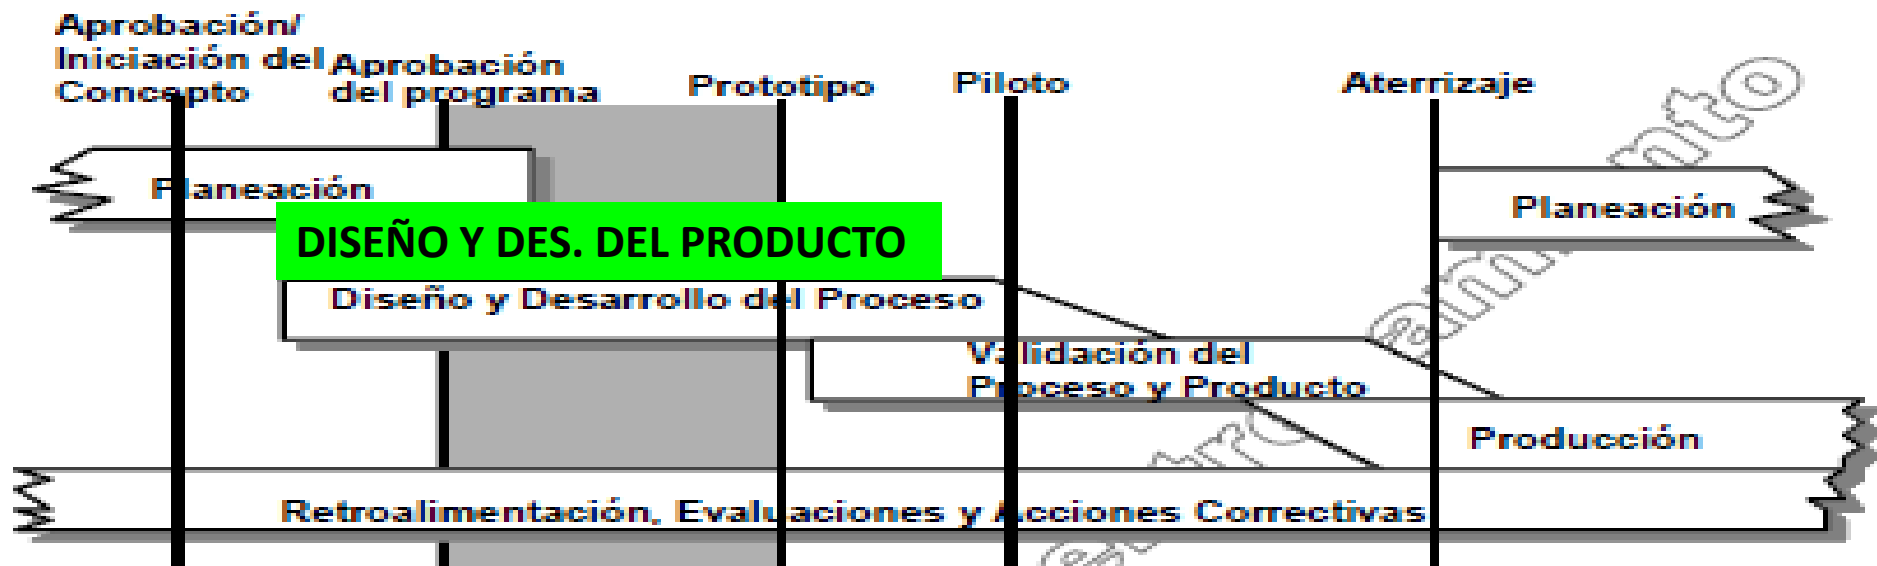 Aprobación/
Iniciación del
Concepto
Aprobación
del programa
Prototipo
Piloto
Aterrizaje
Planeación
Planeación
DISEÑO Y DES. DEL PRODUCTO
Diseño y Desarrollo del Proceso
Validación del
Proceso y Producto
Producción
Retroalimentación, Evaluaciones y Acciones Correctivas